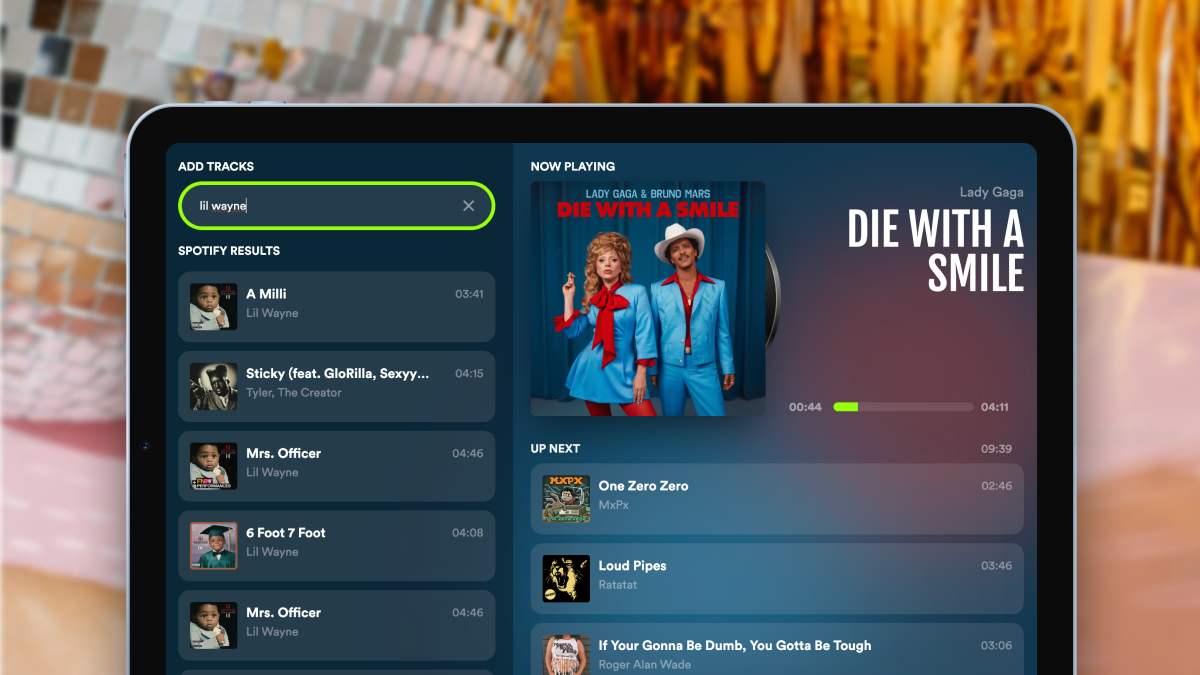 ADD TRACKS
lil wayne
SPOTIFY RESULTS
A Milli
03:41
Lil Wayne
Sticky (feat. GloRilla, Sexyy...
04:15
Tyler, The Creator
Mrs. Officer
04:46
Lil Wayne
6 Foot 7 Foot
04:08
Lil Wayne
Mrs. Officer
04:46
Lil Wayne
NOW PLAYING
LADY GAGA & BRUNO MARS
DIE WITH A SMILE
Lady Gaga
DIE WITH A
SMILE
00:44
04:11
UP NEXT
09:39
MXPX
One Zero Zero
02:46
MxPx
Loud Pipes
03:46
Ratatat
If Your Gonna Be Dumb, You Gotta Be Tough
03:06
Roger Alan Wade